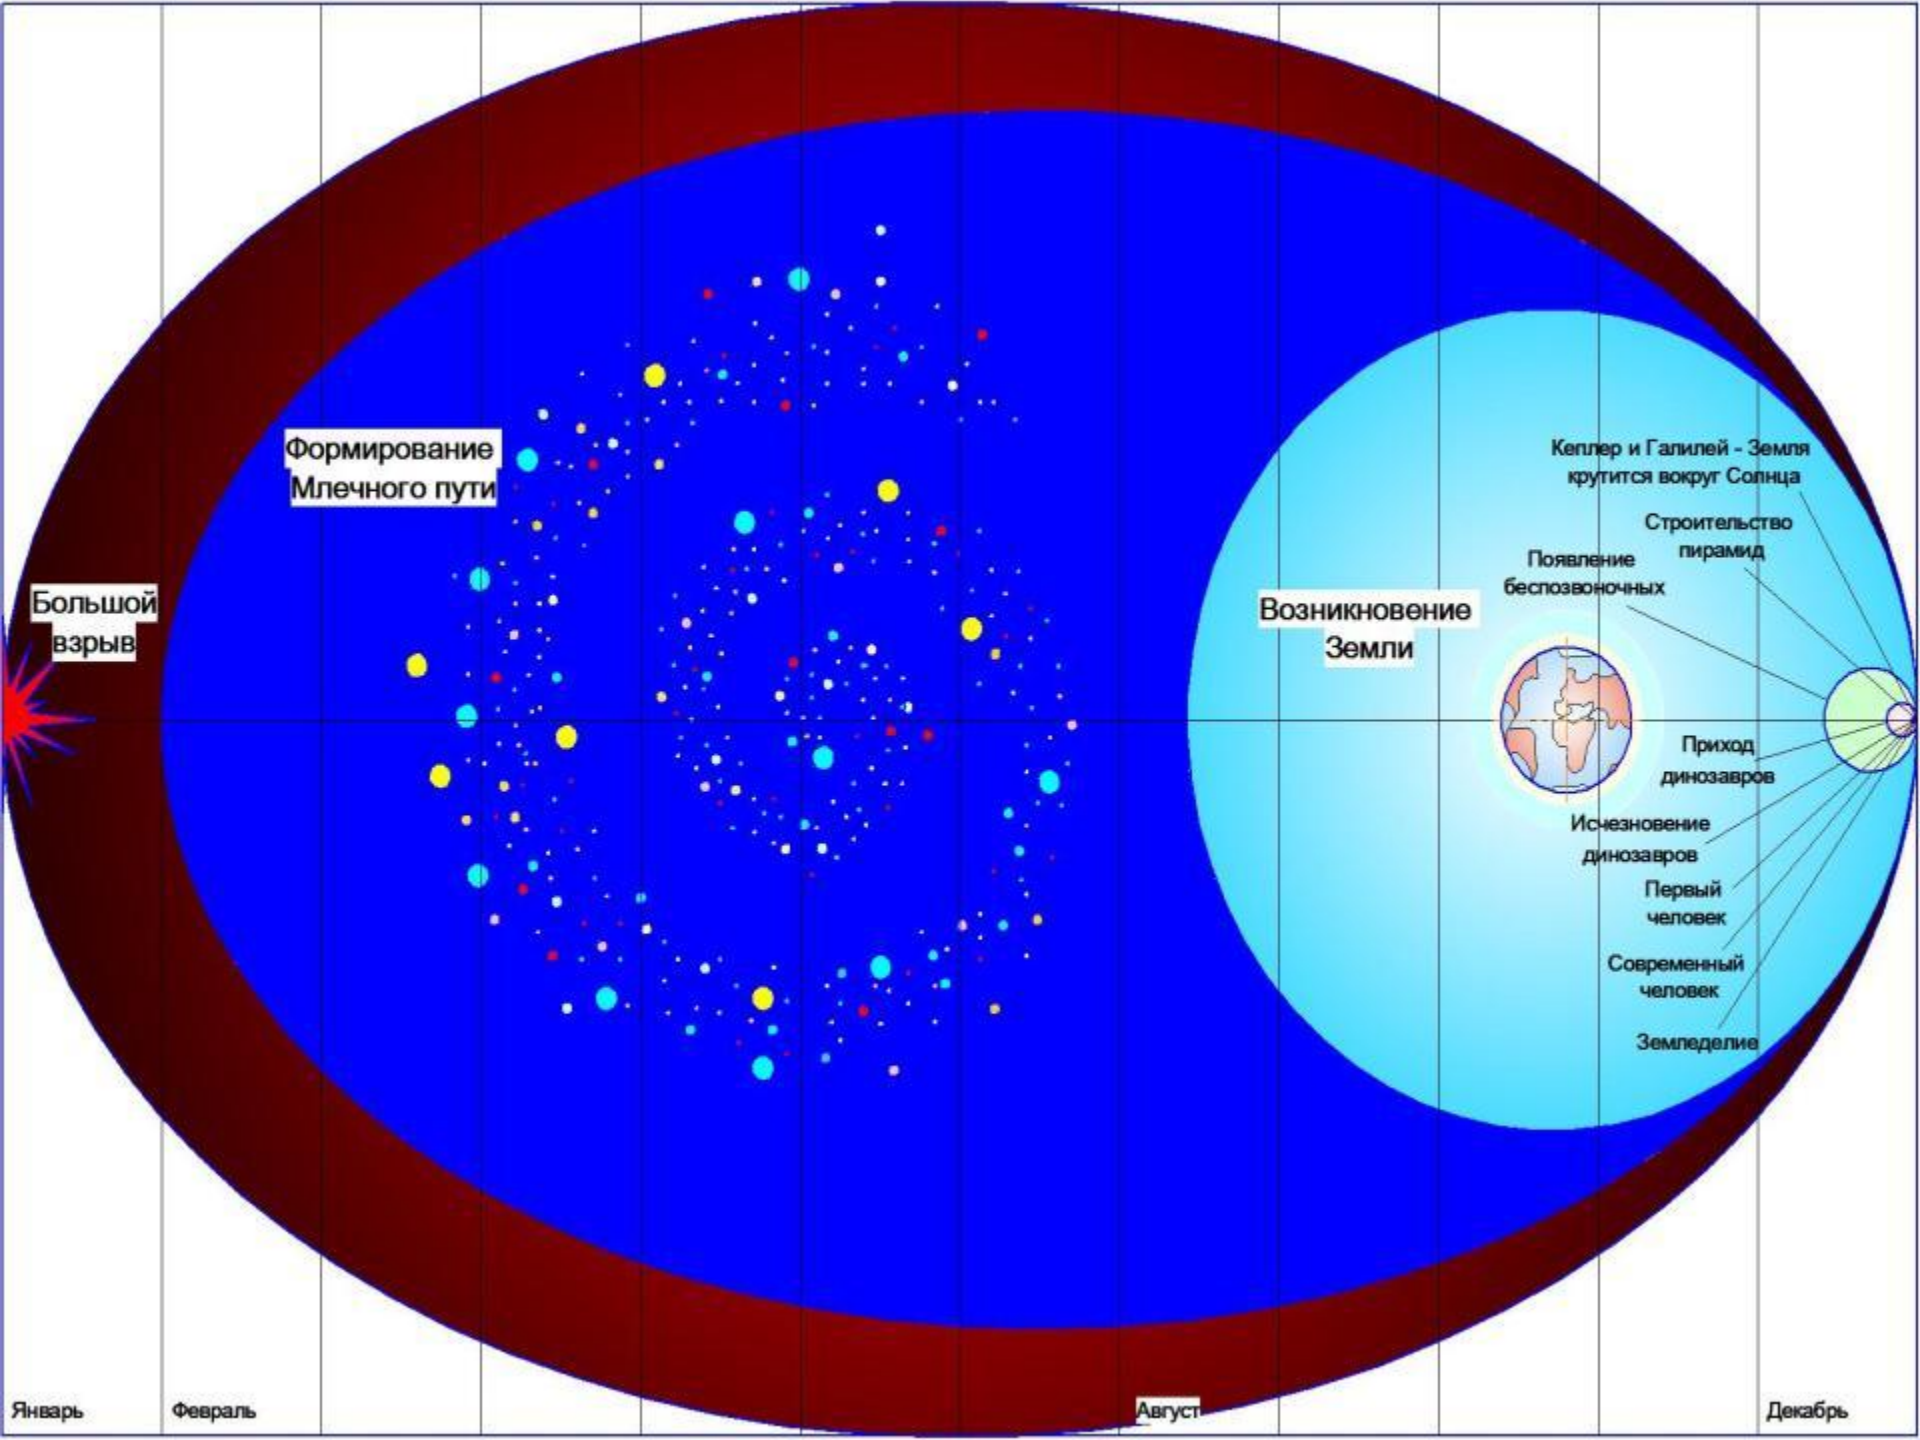 Формирование
Млечного пути
Большой
взрыв
Возникновение
Земли
Кеплер и Галилей - Земля
крутится вокруг Солнца
Строительство
пирамид
Появление
беспозвоночных
Приход
динозавров
Исчезновение
динозавров
Первый
человек
Современный
человек
Земледелие
Январь
Февраль
Август
Декабрь